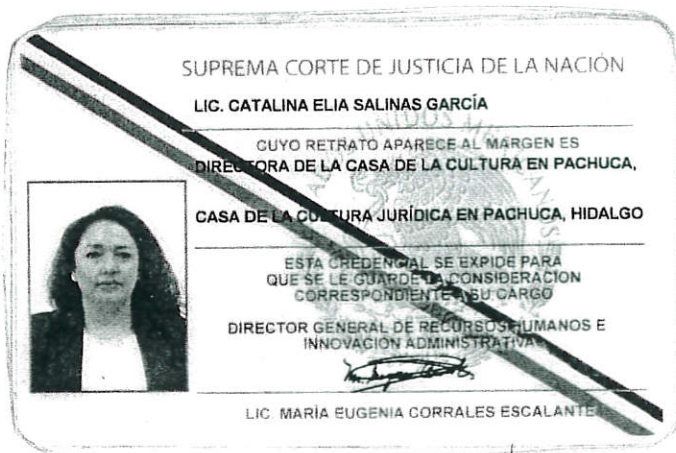 SUPREMA CORTE DE JUSTICIA DE LA NACIÓN
LIC. CATALINA ELIA SALINAS GARCÍA
CUYO RETRATO APARECE AL MARGEN ES
DIRECTORA DE LA CASA DE LA CULTURA EN PACHUCA,
CASA DE LA CULTURA JURÍDICA EN PACHUCA, HIDALGO
ESTA CREDENCIAL SE EXPIDE PARA
QUE SE LE GUARDE LA CONSIDERACIÓN
CORRESPONDIENTE A SU CARGO
DIRECTOR GENERAL DE RECURSOS HUMANOS E
INNOVACIÓN ADMINISTRATIVA
LIC. MARÍA EUGENIA CORRALES ESCALANTE